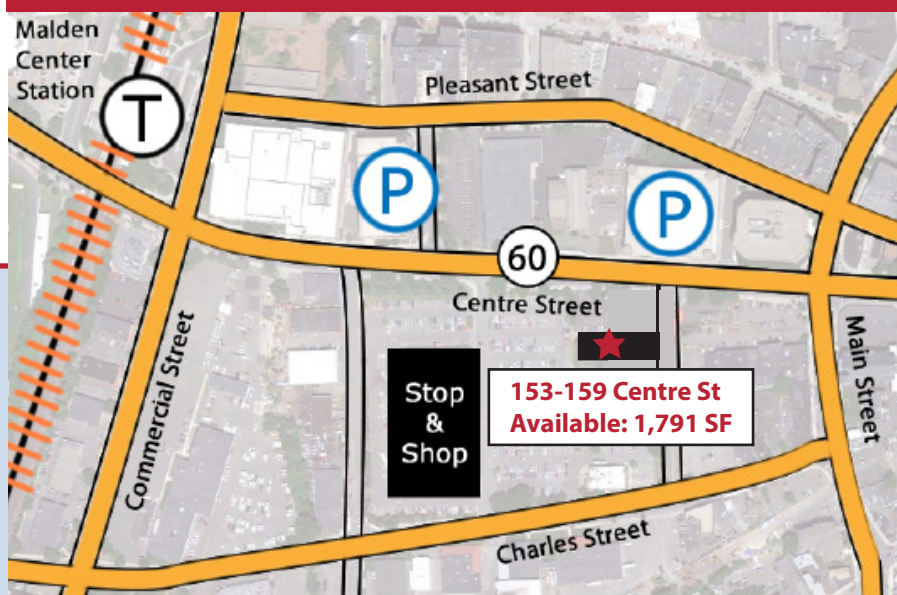 Malden
Center
Station
T
Pleasant Street
P
P
60
Centre Street
Commercial Street
Main Street
Stop
&
Shop
153-159 Centre St
Available: 1,791 SF
Charles Street